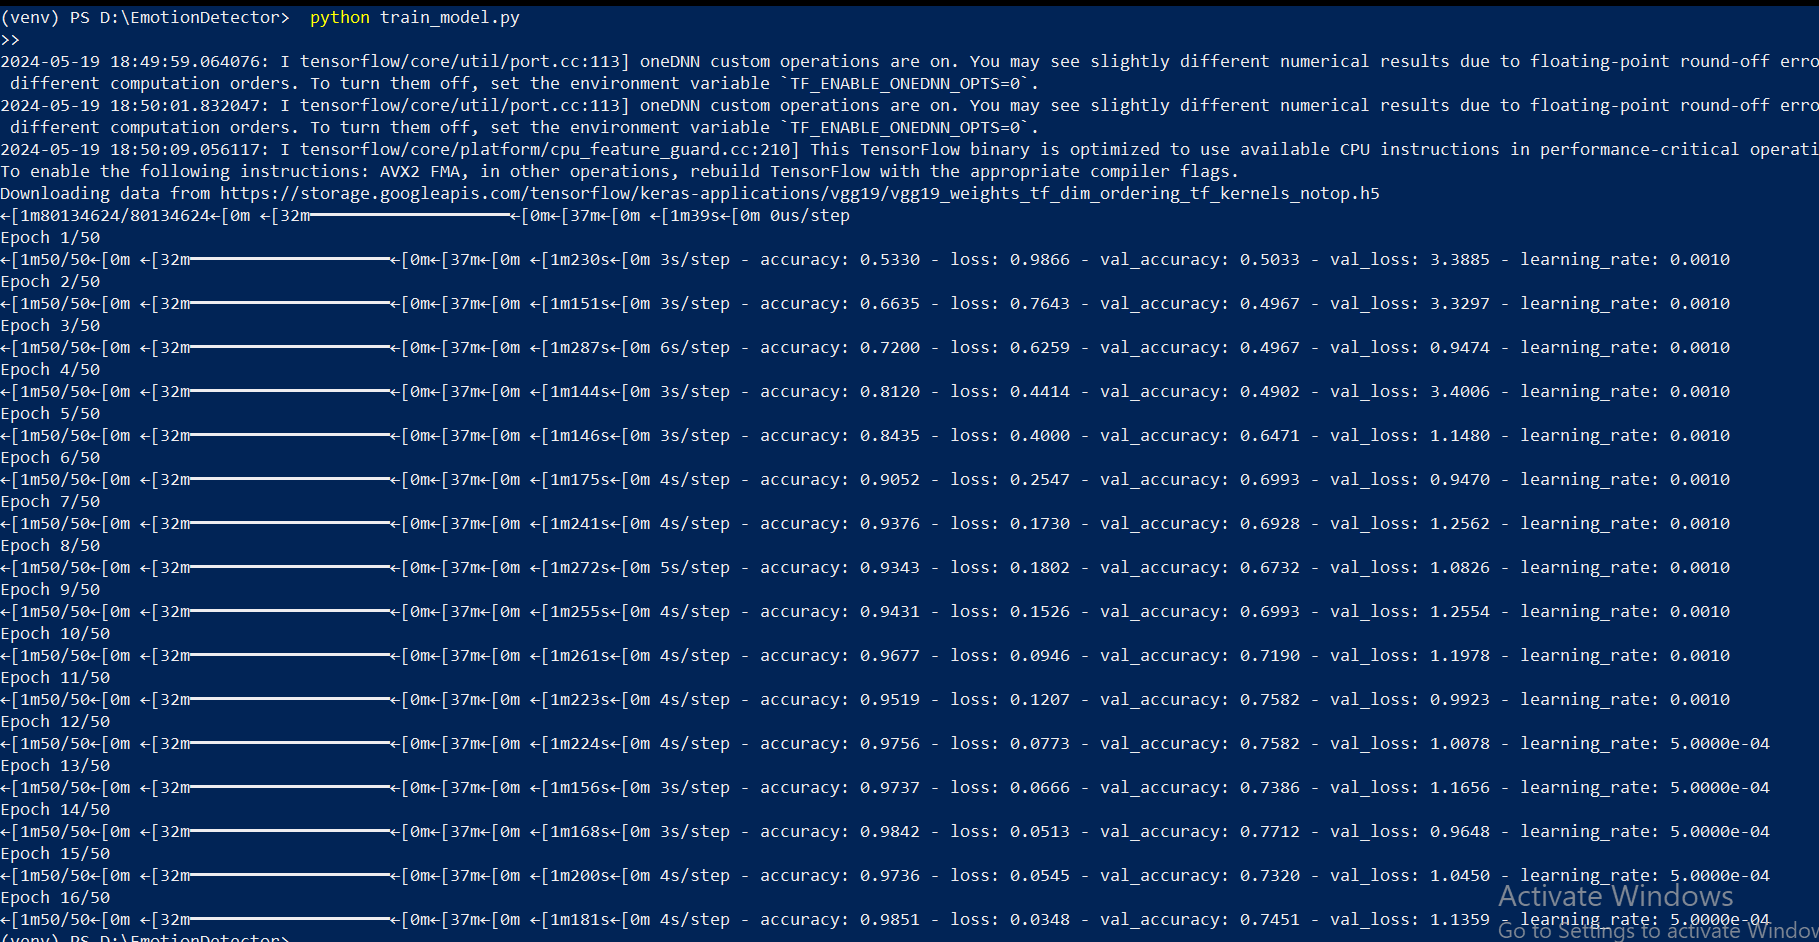 (venv) PS D:\EmotionDetector>  python train_model.py
>>
2024-05-19 18:49:59.064076: I tensorflow/core/util/port.cc:113] oneDNN custom operations are on. You may see slightly different numerical results due to floating-point round-off erro
 different computation orders. To turn them off, set the environment variable `TF_ENABLE_ONEDNN_OPTS=0`.
2024-05-19 18:50:01.832047: I tensorflow/core/util/port.cc:113] oneDNN custom operations are on. You may see slightly different numerical results due to floating-point round-off erro
 different computation orders. To turn them off, set the environment variable `TF_ENABLE_ONEDNN_OPTS=0`.
2024-05-19 18:50:09.056117: I tensorflow/core/platform/cpu_feature_guard.cc:210] This TensorFlow binary is optimized to use available CPU instructions in performance-critical operati
To enable the following instructions: AVX2 FMA, in other operations, rebuild TensorFlow with the appropriate compiler flags.
Downloading data from https://storage.googleapis.com/tensorflow/keras-applications/vgg19/vgg19_weights_tf_dim_ordering_tf_kernels_notop.h5
←[1m80134624/80134624←[0m ←[32m━━━━━━━━━━━━━━━━━━━━←[0m←[37m←[0m ←[1m39s←[0m 0us/step
Epoch 1/50
←[1m50/50←[0m ←[32m━━━━━━━━━━━━━━━━━━━━←[0m←[37m←[0m ←[1m230s←[0m 3s/step - accuracy: 0.5330 - loss: 0.9866 - val_accuracy: 0.5033 - val_loss: 3.3885 - learning_rate: 0.0010
Epoch 2/50
←[1m50/50←[0m ←[32m━━━━━━━━━━━━━━━━━━━━←[0m←[37m←[0m ←[1m151s←[0m 3s/step - accuracy: 0.6635 - loss: 0.7643 - val_accuracy: 0.4967 - val_loss: 3.3297 - learning_rate: 0.0010
Epoch 3/50
←[1m50/50←[0m ←[32m━━━━━━━━━━━━━━━━━━━━←[0m←[37m←[0m ←[1m287s←[0m 6s/step - accuracy: 0.7200 - loss: 0.6259 - val_accuracy: 0.4967 - val_loss: 0.9474 - learning_rate: 0.0010
Epoch 4/50
←[1m50/50←[0m ←[32m━━━━━━━━━━━━━━━━━━━━←[0m←[37m←[0m ←[1m144s←[0m 3s/step - accuracy: 0.8120 - loss: 0.4414 - val_accuracy: 0.4902 - val_loss: 3.4006 - learning_rate: 0.0010
Epoch 5/50
←[1m50/50←[0m ←[32m━━━━━━━━━━━━━━━━━━━━←[0m←[37m←[0m ←[1m146s←[0m 3s/step - accuracy: 0.8435 - loss: 0.4000 - val_accuracy: 0.6471 - val_loss: 1.1480 - learning_rate: 0.0010
Epoch 6/50
←[1m50/50←[0m ←[32m━━━━━━━━━━━━━━━━━━━━←[0m←[37m←[0m ←[1m175s←[0m 4s/step - accuracy: 0.9052 - loss: 0.2547 - val_accuracy: 0.6993 - val_loss: 0.9470 - learning_rate: 0.0010
Epoch 7/50
←[1m50/50←[0m ←[32m━━━━━━━━━━━━━━━━━━━━←[0m←[37m←[0m ←[1m241s←[0m 4s/step - accuracy: 0.9376 - loss: 0.1730 - val_accuracy: 0.6928 - val_loss: 1.2562 - learning_rate: 0.0010
Epoch 8/50
←[1m50/50←[0m ←[32m━━━━━━━━━━━━━━━━━━━━←[0m←[37m←[0m ←[1m272s←[0m 5s/step - accuracy: 0.9343 - loss: 0.1802 - val_accuracy: 0.6732 - val_loss: 1.0826 - learning_rate: 0.0010
Epoch 9/50
←[1m50/50←[0m ←[32m━━━━━━━━━━━━━━━━━━━━←[0m←[37m←[0m ←[1m255s←[0m 4s/step - accuracy: 0.9431 - loss: 0.1526 - val_accuracy: 0.6993 - val_loss: 1.2554 - learning_rate: 0.0010
Epoch 10/50
←[1m50/50←[0m ←[32m━━━━━━━━━━━━━━━━━━━━←[0m←[37m←[0m ←[1m261s←[0m 4s/step - accuracy: 0.9677 - loss: 0.0946 - val_accuracy: 0.7190 - val_loss: 1.1978 - learning_rate: 0.0010
Epoch 11/50
←[1m50/50←[0m ←[32m━━━━━━━━━━━━━━━━━━━━←[0m←[37m←[0m ←[1m223s←[0m 4s/step - accuracy: 0.9519 - loss: 0.1207 - val_accuracy: 0.7582 - val_loss: 0.9923 - learning_rate: 0.0010
Epoch 12/50
←[1m50/50←[0m ←[32m━━━━━━━━━━━━━━━━━━━━←[0m←[37m←[0m ←[1m224s←[0m 4s/step - accuracy: 0.9756 - loss: 0.0773 - val_accuracy: 0.7582 - val_loss: 1.0078 - learning_rate: 5.0000e-04
Epoch 13/50
←[1m50/50←[0m ←[32m━━━━━━━━━━━━━━━━━━━━←[0m←[37m←[0m ←[1m156s←[0m 3s/step - accuracy: 0.9737 - loss: 0.0666 - val_accuracy: 0.7386 - val_loss: 1.1656 - learning_rate: 5.0000e-04
Epoch 14/50
←[1m50/50←[0m ←[32m━━━━━━━━━━━━━━━━━━━━←[0m←[37m←[0m ←[1m168s←[0m 3s/step - accuracy: 0.9842 - loss: 0.0513 - val_accuracy: 0.7712 - val_loss: 0.9648 - learning_rate: 5.0000e-04
Epoch 15/50
←[1m50/50←[0m ←[32m━━━━━━━━━━━━━━━━━━━━←[0m←[37m←[0m ←[1m200s←[0m 4s/step - accuracy: 0.9736 - loss: 0.0545 - val_accuracy: 0.7320 - val_loss: 1.0450 - learning_rate: 5.0000e-04
Epoch 16/50
←[1m50/50←[0m ←[32m━━━━━━━━━━━━━━━━━━━━←[0m←[37m←[0m ←[1m181s←[0m 4s/step - accuracy: 0.9851 - loss: 0.0348 - val_accuracy: 0.7451 - val_loss: 1.1359 - learning_rate: 5.0000e-04
(venv) PS D:\EmotionDetector>
Activate Windows
Go to Settings to activate Window